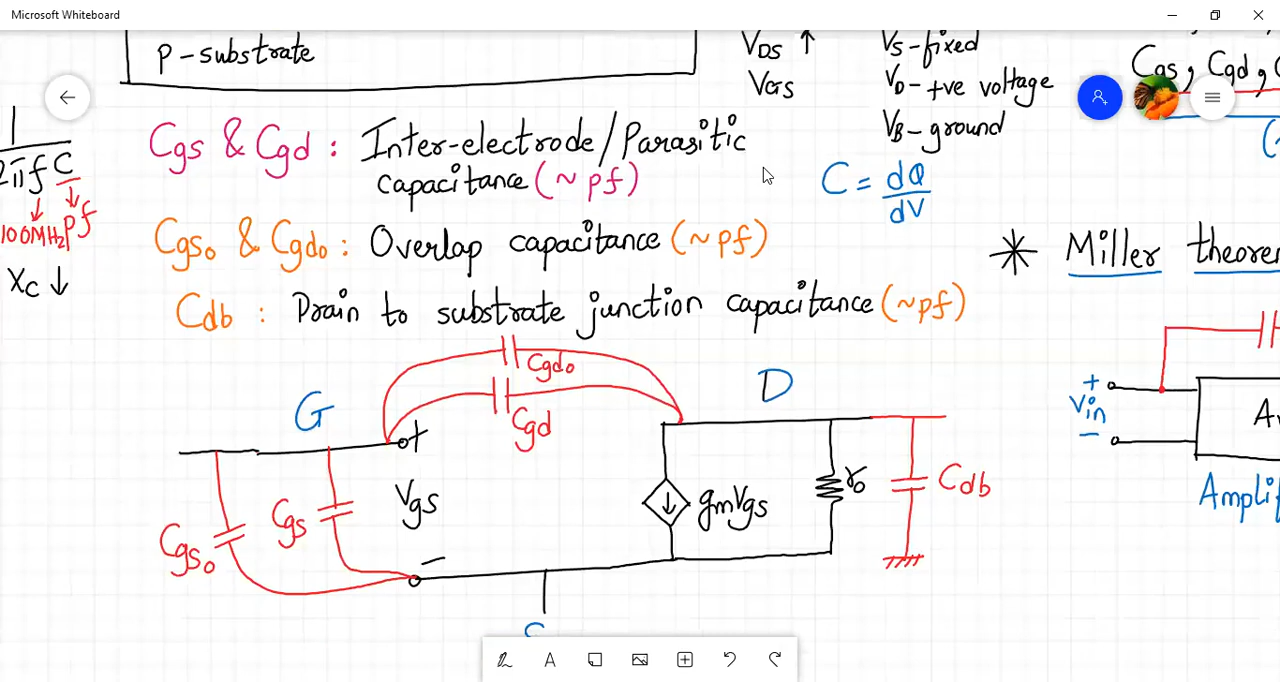 Microsoft Whiteboard
P-substrate
VDS ↑
VGS
VS-fixed
VD-+ve voltage
VB-ground
Cgs, Cgd,
1
2πfC
100MHz pf
XC ↓
Cgs & Cgd : Inter-electrode/Parasitic
capacitance (~pf)
C = dQ
dV
Cgso & Cgdo : Overlap capacitance (~pf)
Cdb : Drain to substrate junction capacitance (~pf)
* Miller theorem
Cgdo
Cgd
G
D
+
Vgs
-
Cgso
Cgs
gmVgs
ro
Cdb
+
Vin
-